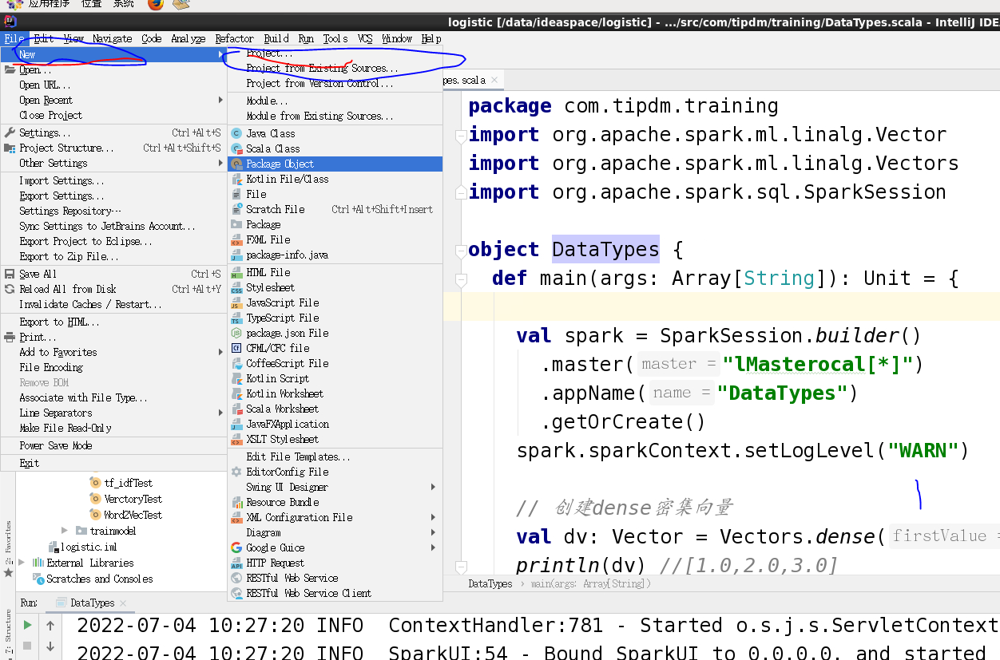 应用程序 位置 系统
logistic [/data/ideaspace/logistic] - .../src/com/tipdm/training/DataTypes.scala - IntelliJ IDE
File Edit View Navigate Code Analyze Refactor Build Run Tools VCS Window Help
New
Open...
Open URL...
Open Recent
Close Project
Settings... Ctrl+Alt+S
Project Structure... Ctrl+Alt+Shift+S
Other Settings
Import Settings...
Export Settings...
Settings Repository...
Sync Settings to JetBrains Account...
Export Project to Eclipse...
Export to Zip File...
Save All Ctrl+S
Reload All from Disk Ctrl+Alt+Y
Invalidate Caches / Restart...
Export to HTML...
Print...
Add to Favorites
File Encoding
Remove BOM
Associate with File Type...
Line Separators
Make File Read-Only
Power Save Mode
Exit
Project...
Project from Existing Sources...
Project from Version Control...
Module...
Module from Existing Sources...
Java Class
Scala Class
Package Object
Kotlin File/Class
File
Scratch File Ctrl+Alt+Shift+Insert
Package
FXML File
package-info.java
HTML File
Stylesheet
JavaScript File
TypeScript File
package.json File
CFML/CFC file
CoffeeScript File
Kotlin Script
Kotlin Worksheet
Scala Worksheet
JavaFXApplication
XSLT Stylesheet
Edit File Templates...
EditorConfig File
Swing UI Designer
Resource Bundle
XML Configuration File
Diagram
Google Guice
HTTP Request
RESTful Web Service
RESTful Web Service Client
pes.scala
package com.tipdm.training
import org.apache.spark.ml.linalg.Vector
import org.apache.spark.ml.linalg.Vectors
import org.apache.spark.sql.SparkSession
object DataTypes {
def main(args: Array[String]): Unit = {
val spark = SparkSession.builder()
.master( master = "lMasterocal[*]")
.appName( name = "DataTypes")
.getOrCreate()
spark.sparkContext.setLogLevel("WARN")
// 创建dense密集向量
val dv: Vector = Vectors.dense( firstValue =
println(dv) //[1.0,2.0,3.0]
DataTypes › main(args: Array[String])
tf_idfTest
VerctoryTest
Word2VecTest
trainmodel
logistic.iml
External Libraries
Scratches and Consoles
2: Favorites
7: Structure
Run: DataTypes
2022-07-04 10:27:20 INFO ContextHandler:781 - Started o.s.j.s.ServletContext
2022-07-04 10:27:20 INFO SparkUI:54 - Bound SparkUI to 0.0.0.0, and started